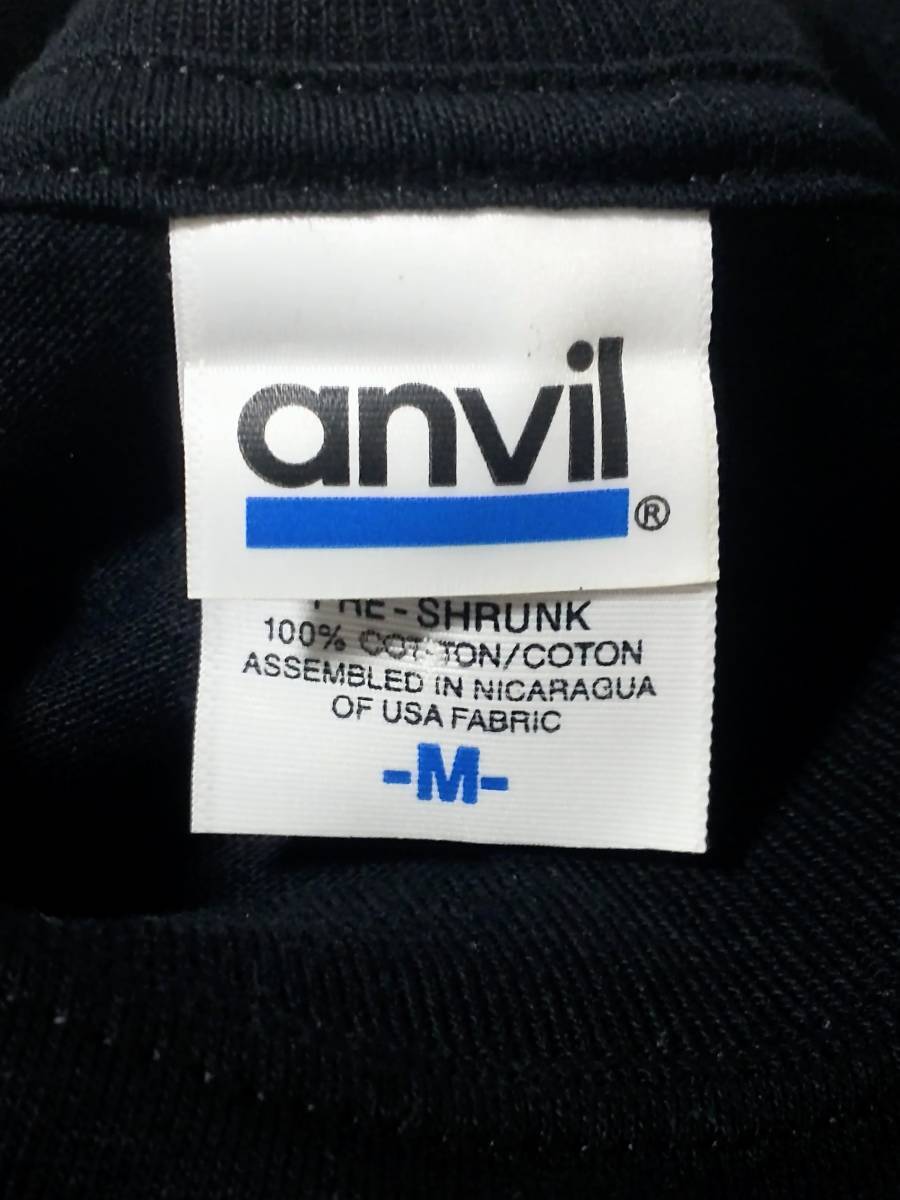 anvil
®
PRE-SHRUNK
100% COTTON/COTON
ASSEMBLED IN NICARAGUA
OF USA FABRIC
-M-